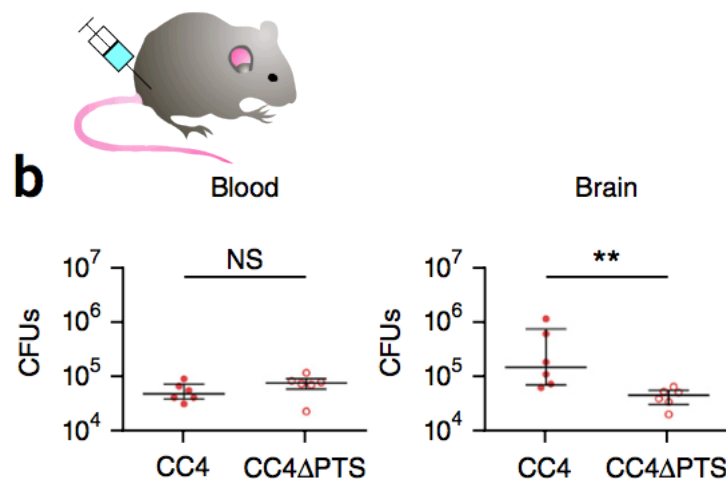 b
Blood
Brain
NS
**
CFUs
10⁷
10⁶
10⁵
10⁴
CC4
CC4ΔPTS
CFUs
10⁷
10⁶
10⁵
10⁴
CC4
CC4ΔPTS